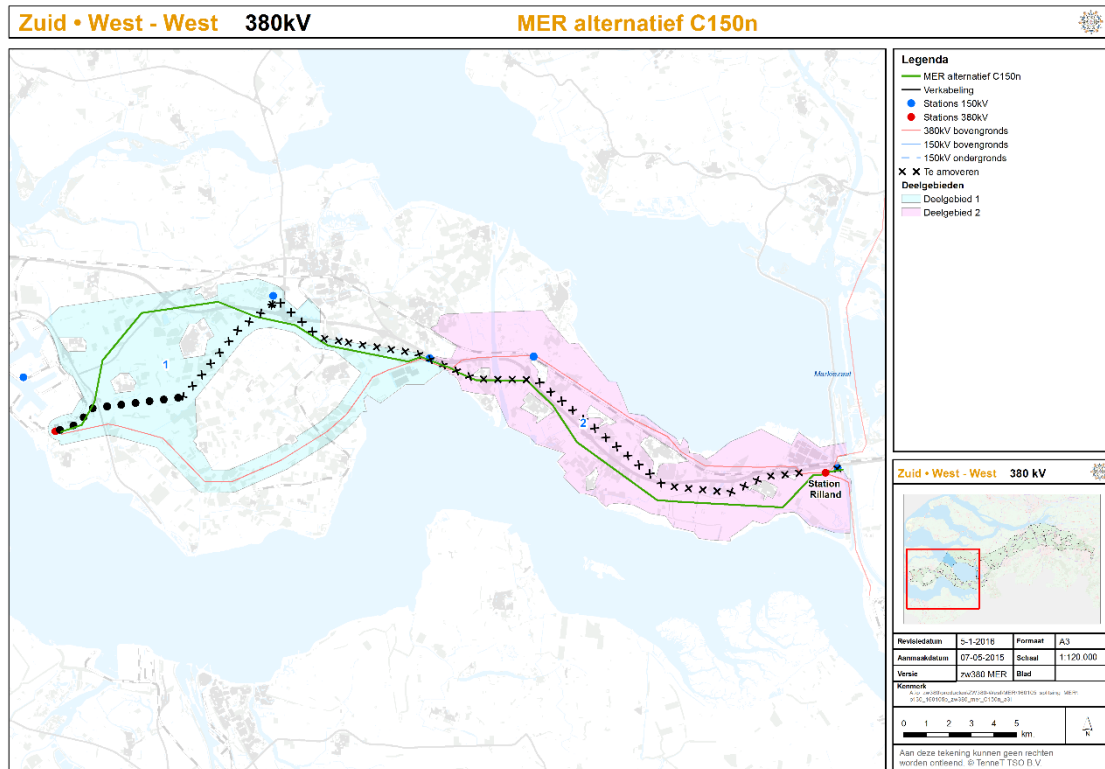 Zuid • West - West 380kV MER alternatief C150n
Legenda
MER alternatief C150n
Verkabeling
Stations 150kV
Stations 380kV
380kV bovengronds
150kV bovengronds
150kV ondergronds
Te amoveren
Deelgebieden
Deelgebied 1
Deelgebied 2
1
2
Markiezaat
Station
Rilland
Zuid • West - West 380 kV
Revisiedatum 5-1-2016 Formaat A3
Aanmaakdatum 07-05-2015 Schaal 1:120.000
Versie zw380 MER Blad
Kenmerk
0 1 2 3 4 5
km.
N
Aan deze tekening kunnen geen rechten
worden ontleend. © TenneT TSO B.V.